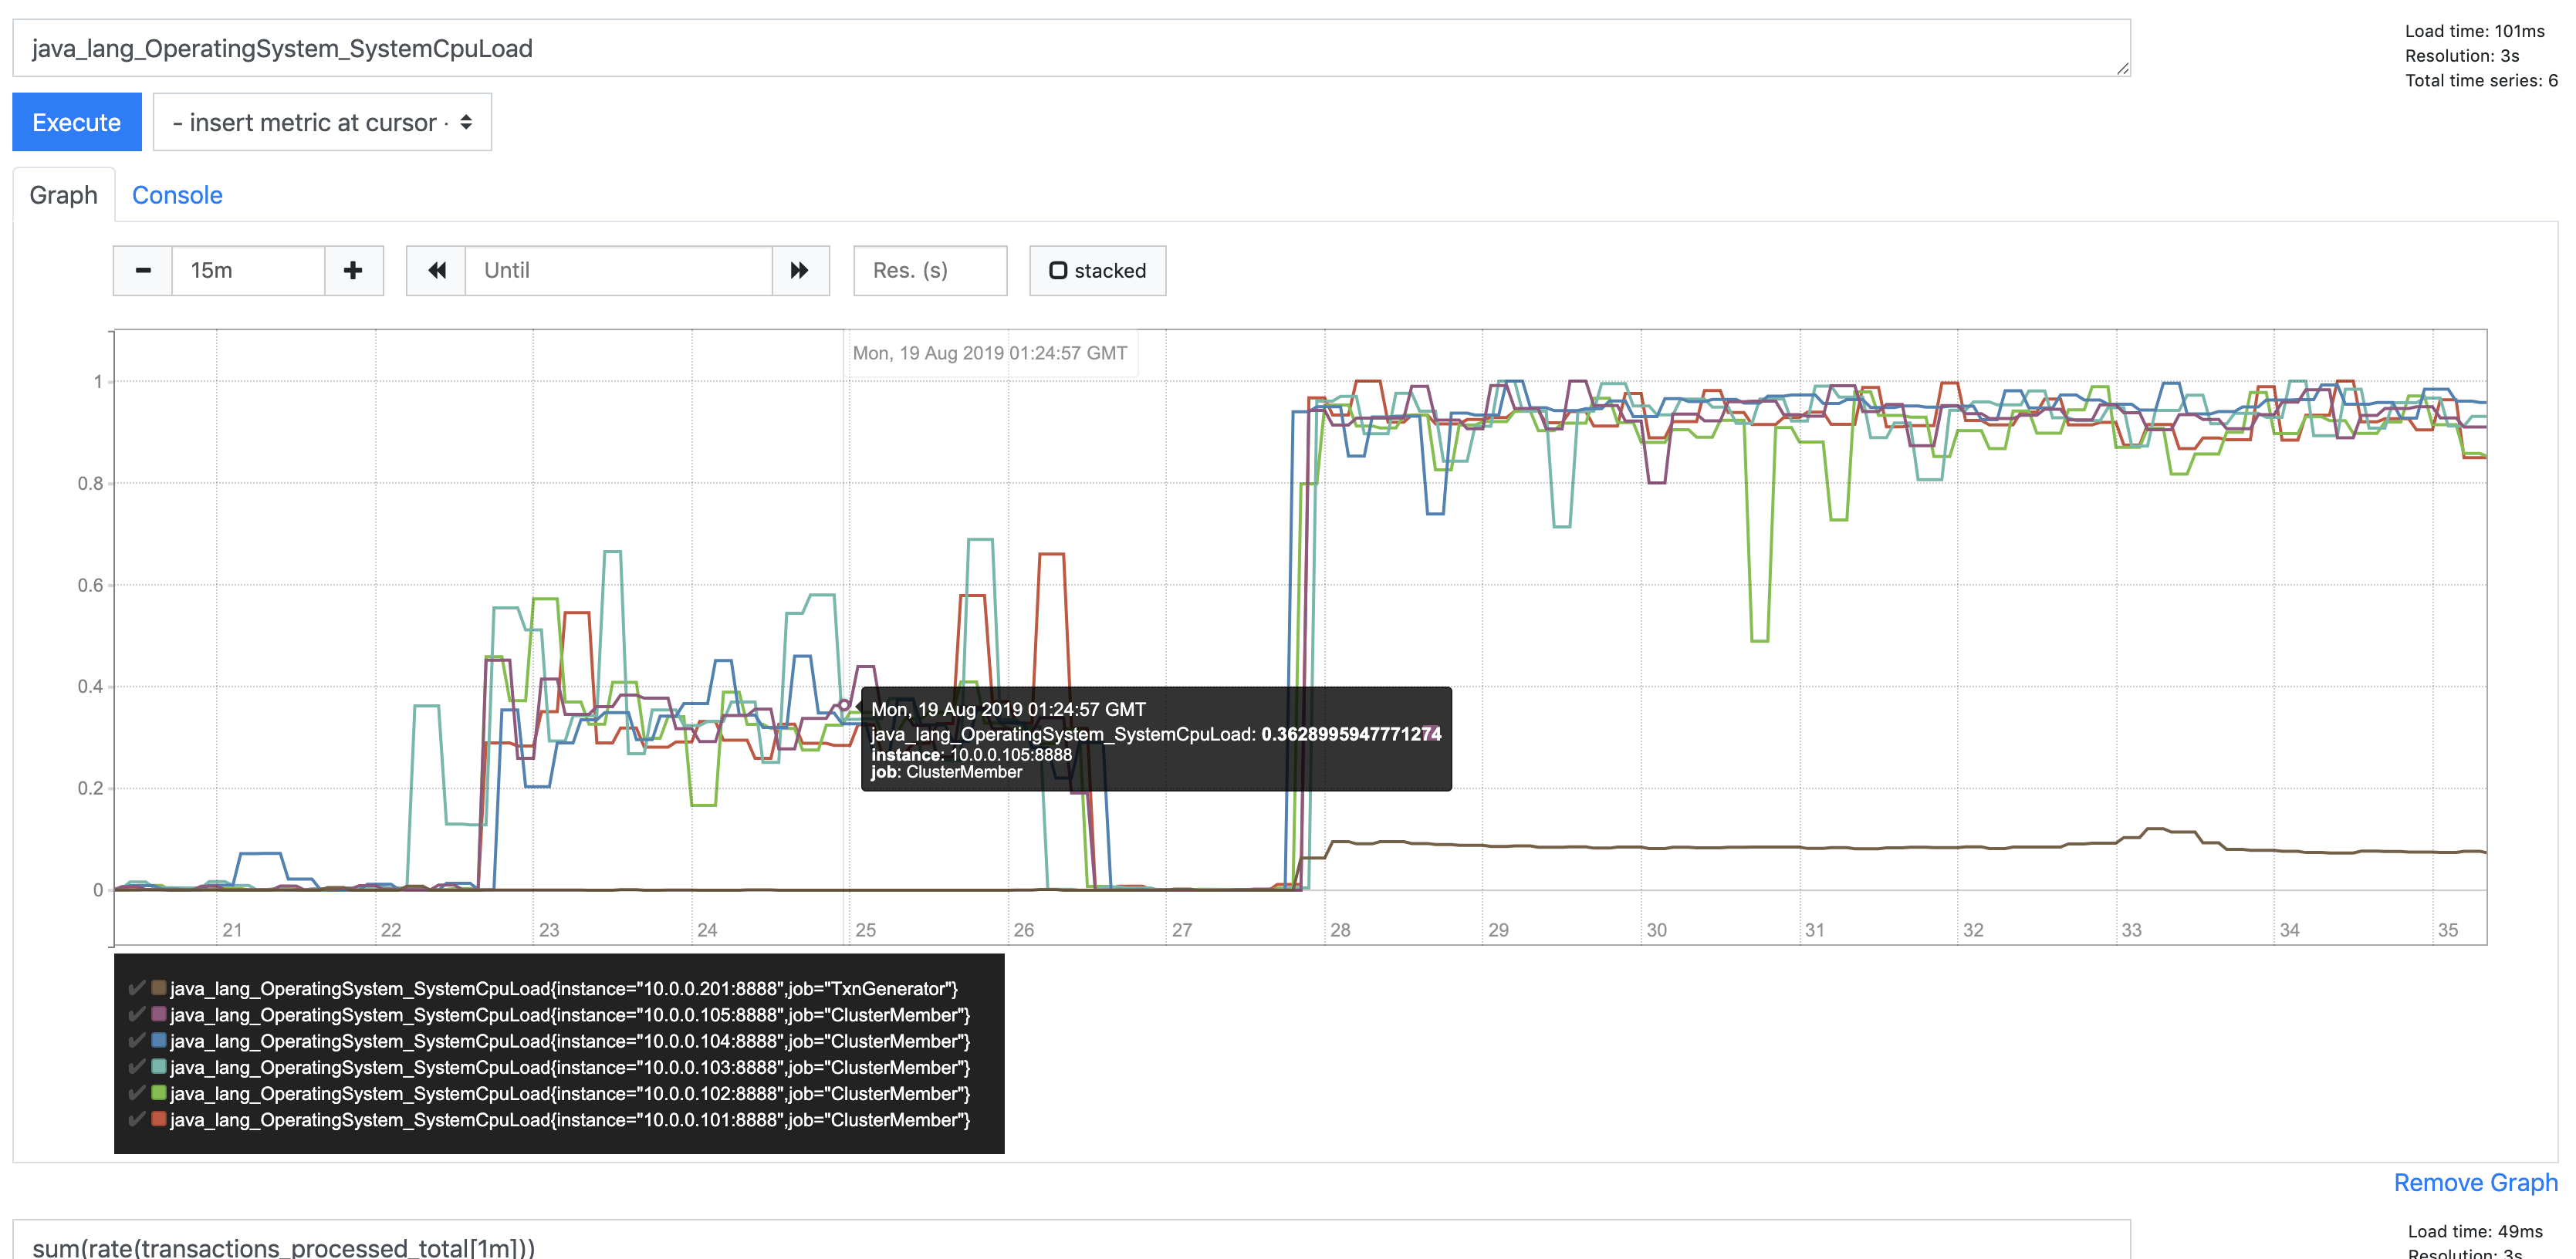 java_lang_OperatingSystem_SystemCpuLoad
Load time: 101ms
Resolution: 3s
Total time series: 6
Execute
- insert metric at cursor -
Graph Console
15m Until Res. (s) stacked
Mon, 19 Aug 2019 01:24:57 GMT
1
0.8
0.6
0.4
0.2
0
Mon, 19 Aug 2019 01:24:57 GMT
java_lang_OperatingSystem_SystemCpuLoad: 0.3628995947771274
instance: 10.0.0.105:8888
job: ClusterMember
21 22 23 24 25 26 27 28 29 30 31 32 33 34 35
java_lang_OperatingSystem_SystemCpuLoad{instance="10.0.0.201:8888",job="TxnGenerator"}
java_lang_OperatingSystem_SystemCpuLoad{instance="10.0.0.105:8888",job="ClusterMember"}
java_lang_OperatingSystem_SystemCpuLoad{instance="10.0.0.104:8888",job="ClusterMember"}
java_lang_OperatingSystem_SystemCpuLoad{instance="10.0.0.103:8888",job="ClusterMember"}
java_lang_OperatingSystem_SystemCpuLoad{instance="10.0.0.102:8888",job="ClusterMember"}
java_lang_OperatingSystem_SystemCpuLoad{instance="10.0.0.101:8888",job="ClusterMember"}
Remove Graph
sum(rate(transactions_processed_total[1m]))
Load time: 49ms
Resolution: 3s